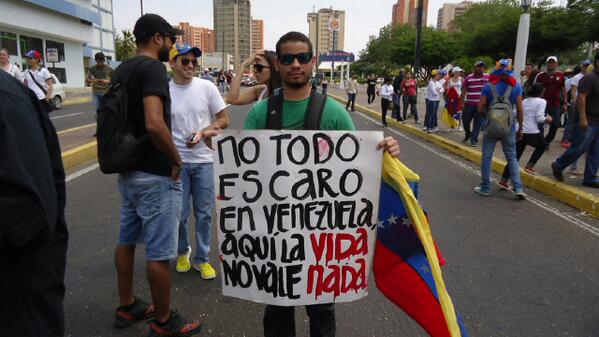 NO TODO
ES CARO
EN VENEZUELA,
AQUÍ LA VIDA
NO VALE NADA